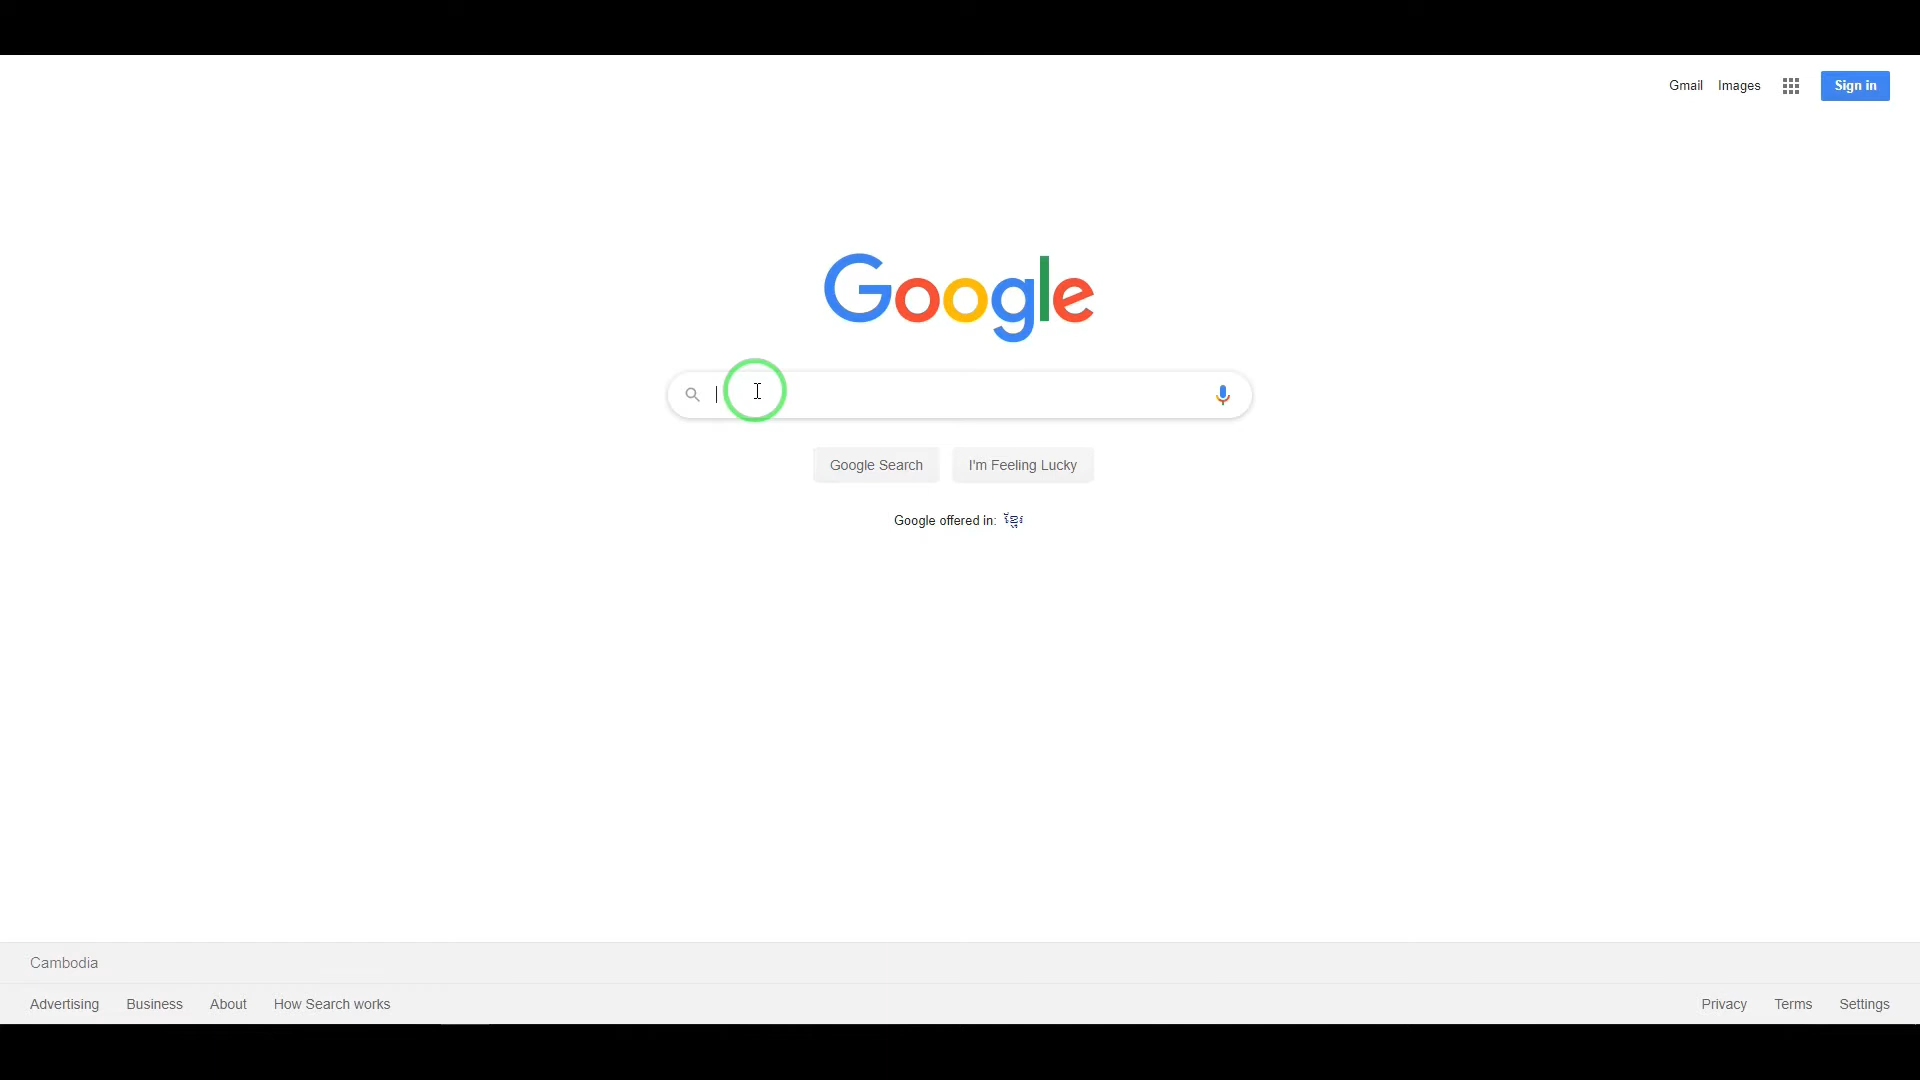 Gmail Images Sign in
Google
Google Search I'm Feeling Lucky
Google offered in: ខ្មែរ
Cambodia
Advertising Business About How Search works Privacy Terms Settings